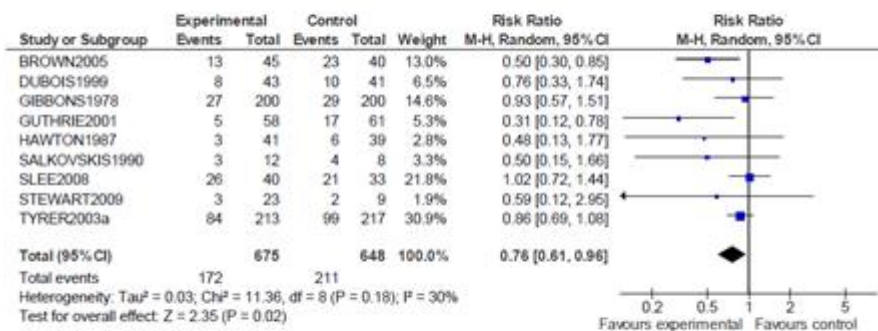 Experimental Control Risk Ratio Risk Ratio
Study or Subgroup Events Total Events Total Weight M-H, Random, 95% CI M-H, Random, 95% CI
BROWN2005 13 45 23 40 13.0% 0.50 [0.30, 0.85]
DUBOIS1999 8 43 10 41 6.5% 0.76 [0.33, 1.74]
GIBBONS1978 27 200 29 200 14.6% 0.93 [0.57, 1.51]
GUTHRIE2001 5 58 17 61 5.3% 0.31 [0.12, 0.78]
HAWTON1987 3 41 6 39 2.8% 0.48 [0.13, 1.77]
SALKOVSKIS1990 3 12 4 8 3.3% 0.50 [0.15, 1.66]
SLEE2008 26 40 21 33 21.8% 1.02 [0.72, 1.44]
STEWART2009 3 23 2 9 1.9% 0.59 [0.12, 2.95]
TYRER2003a 84 213 99 217 30.9% 0.86 [0.69, 1.08]
Total (95% CI) 675 648 100.0% 0.76 [0.61, 0.96]
Total events 172 211
Heterogeneity: Tau² = 0.03; Chi² = 11.36, df = 8 (P = 0.18); I² = 30%
Test for overall effect: Z = 2.35 (P = 0.02)
0.2 0.5 1 2 5
Favours experimental Favours control